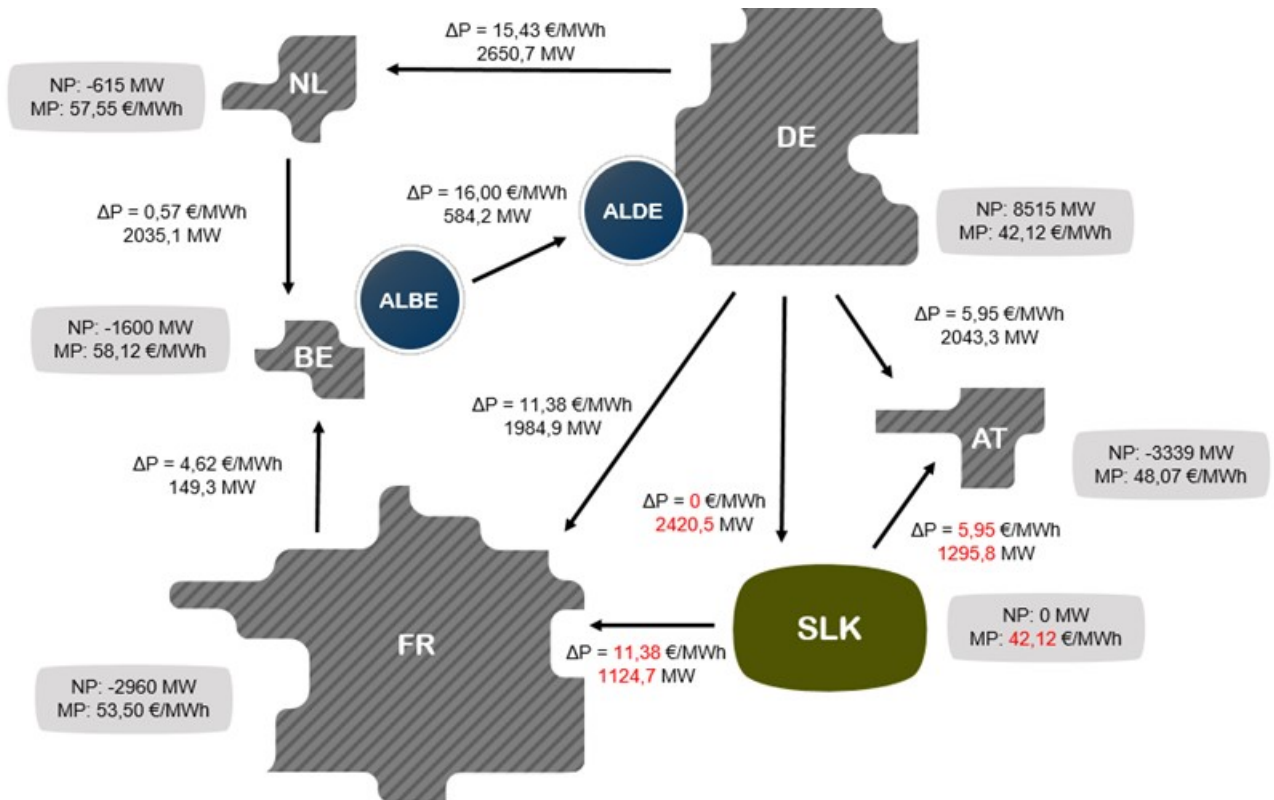 ΔP = 15,43 €/MWh
2650,7 MW
NL
NP: -615 MW
MP: 57,55 €/MWh
DE
ΔP = 16,00 €/MWh
584,2 MW
ALDE
ΔP = 0,57 €/MWh
2035,1 MW
NP: 8515 MW
MP: 42,12 €/MWh
ALBE
NP: -1600 MW
MP: 58,12 €/MWh
BE
ΔP = 5,95 €/MWh
2043,3 MW
ΔP = 11,38 €/MWh
1984,9 MW
AT
NP: -3339 MW
MP: 48,07 €/MWh
ΔP = 4,62 €/MWh
149,3 MW
ΔP = 0 €/MWh
2420,5 MW
ΔP = 5,95 €/MWh
1295,8 MW
SLK
NP: 0 MW
MP: 42,12 €/MWh
FR
ΔP = 11,38 €/MWh
1124,7 MW
NP: -2960 MW
MP: 53,50 €/MWh